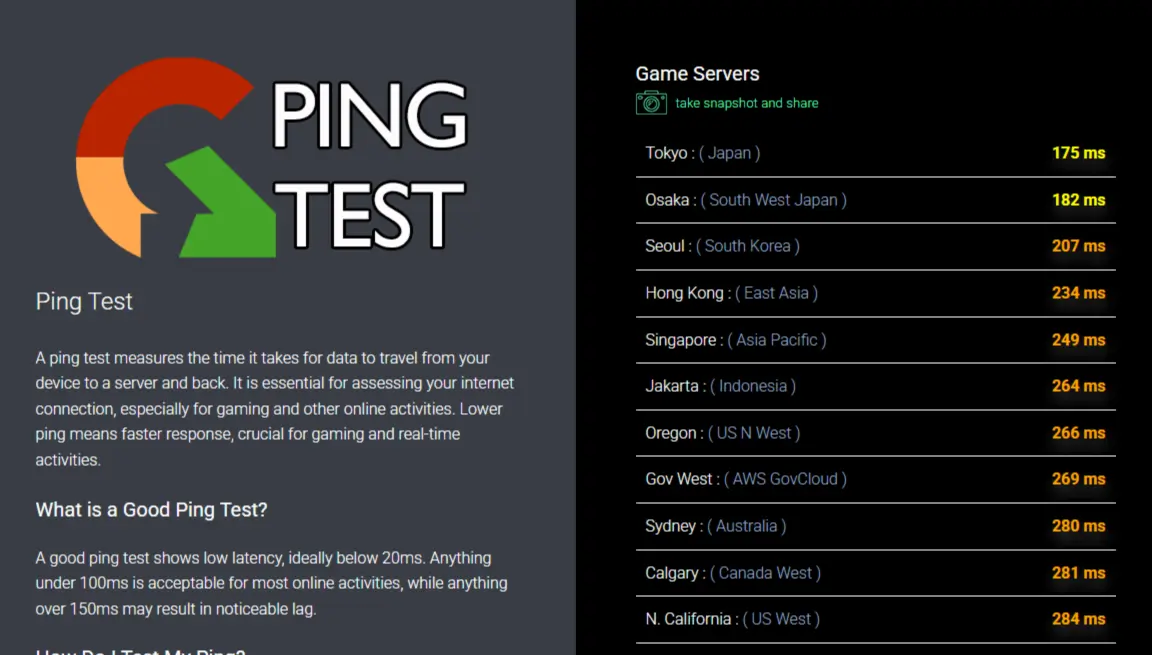 PING
TEST
Ping Test
A ping test measures the time it takes for data to travel from your
device to a server and back. It is essential for assessing your internet
connection, especially for gaming and other online activities. Lower
ping means faster response, crucial for gaming and real-time
activities.
What is a Good Ping Test?
A good ping test shows low latency, ideally below 20ms. Anything
under 100ms is acceptable for most online activities, while anything
over 150ms may result in noticeable lag.
How Do I Test My Ping?
Game Servers
take snapshot and share
Tokyo : ( Japan ) 175 ms
Osaka : ( South West Japan ) 182 ms
Seoul : ( South Korea ) 207 ms
Hong Kong : ( East Asia ) 234 ms
Singapore : ( Asia Pacific ) 249 ms
Jakarta : ( Indonesia ) 264 ms
Oregon : ( US N West ) 266 ms
Gov West : ( AWS GovCloud ) 269 ms
Sydney : ( Australia ) 280 ms
Calgary : ( Canada West ) 281 ms
N. California : ( US West ) 284 ms